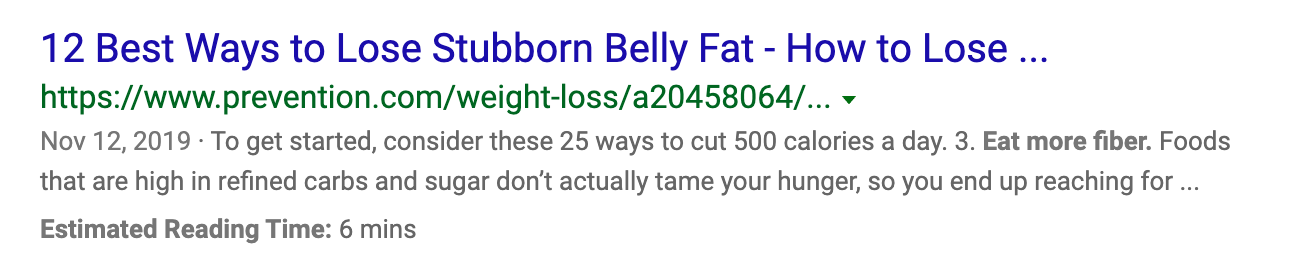 12 Best Ways to Lose Stubborn Belly Fat - How to Lose ...
https://www.prevention.com/weight-loss/a20458064/...
Nov 12, 2019 · To get started, consider these 25 ways to cut 500 calories a day. 3. Eat more fiber. Foods
that are high in refined carbs and sugar don’t actually tame your hunger, so you end up reaching for ...
Estimated Reading Time: 6 mins